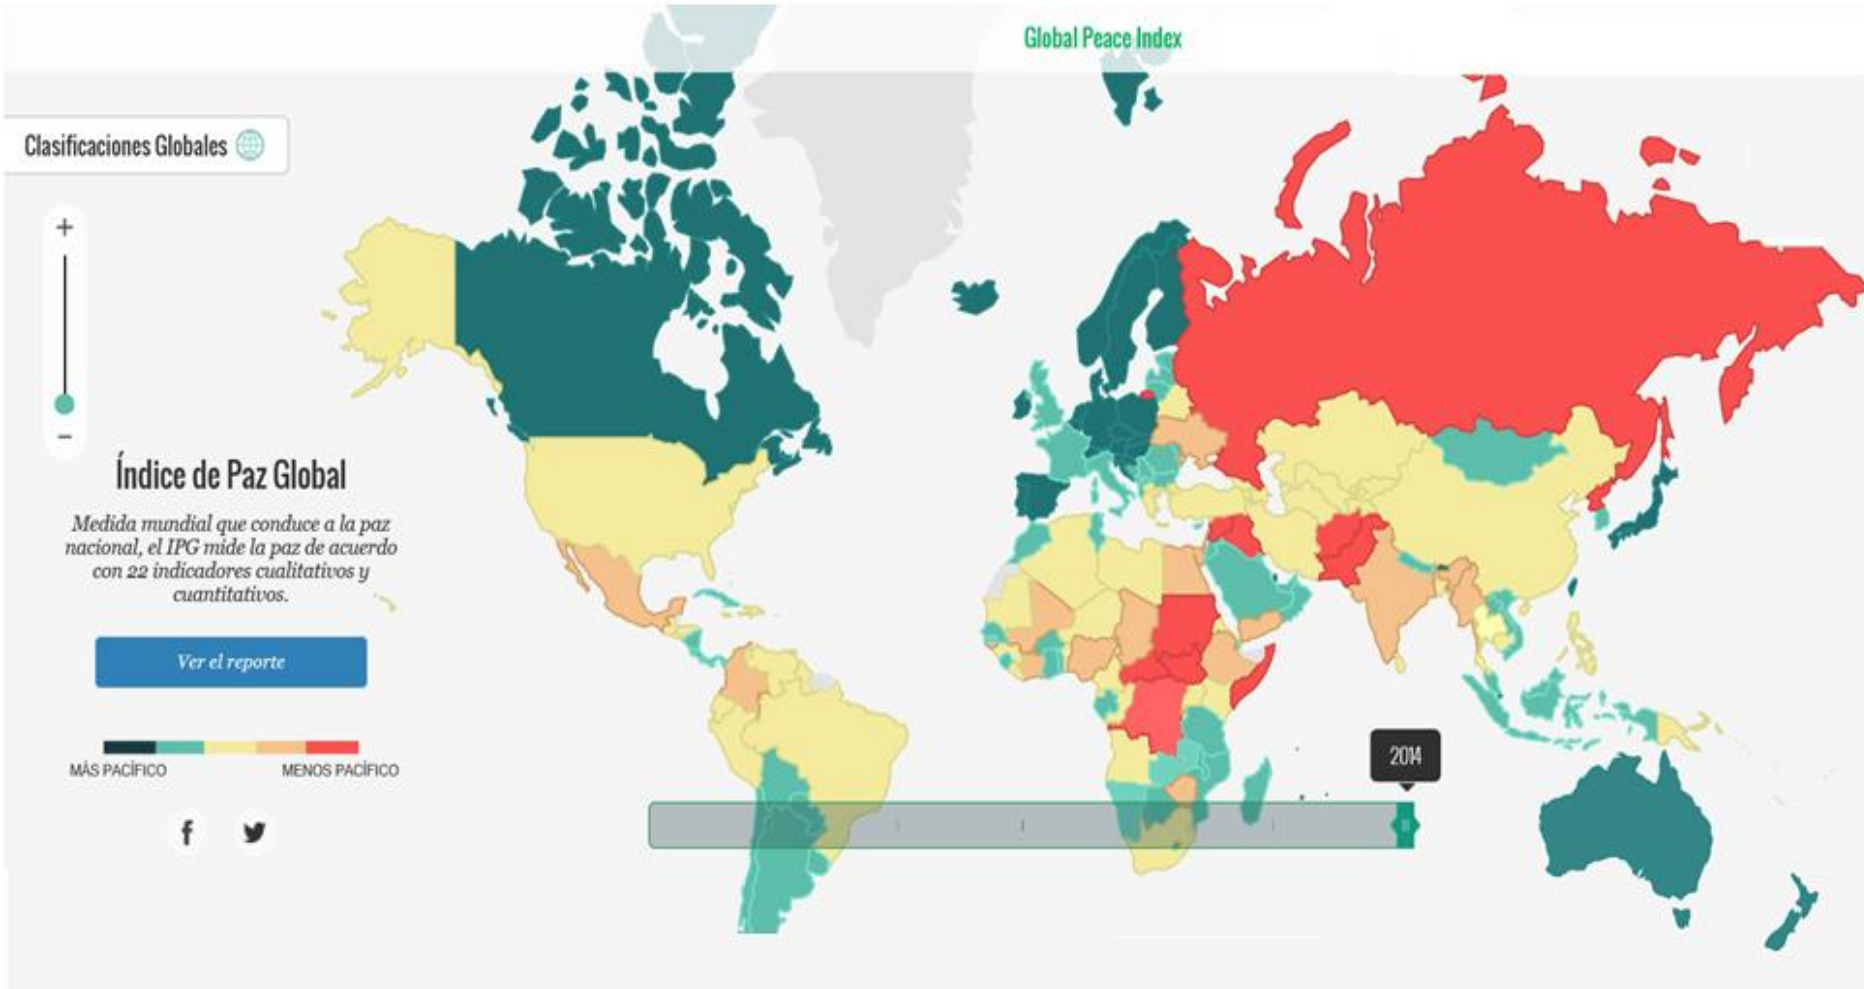 Global Peace Index
Clasificaciones Globales
+
−
Índice de Paz Global
Medida mundial que conduce a la paz
nacional, el IPG mide la paz de acuerdo
con 22 indicadores cualitativos y
cuantitativos.
Ver el reporte
MÁS PACÍFICO
MENOS PACÍFICO
2014